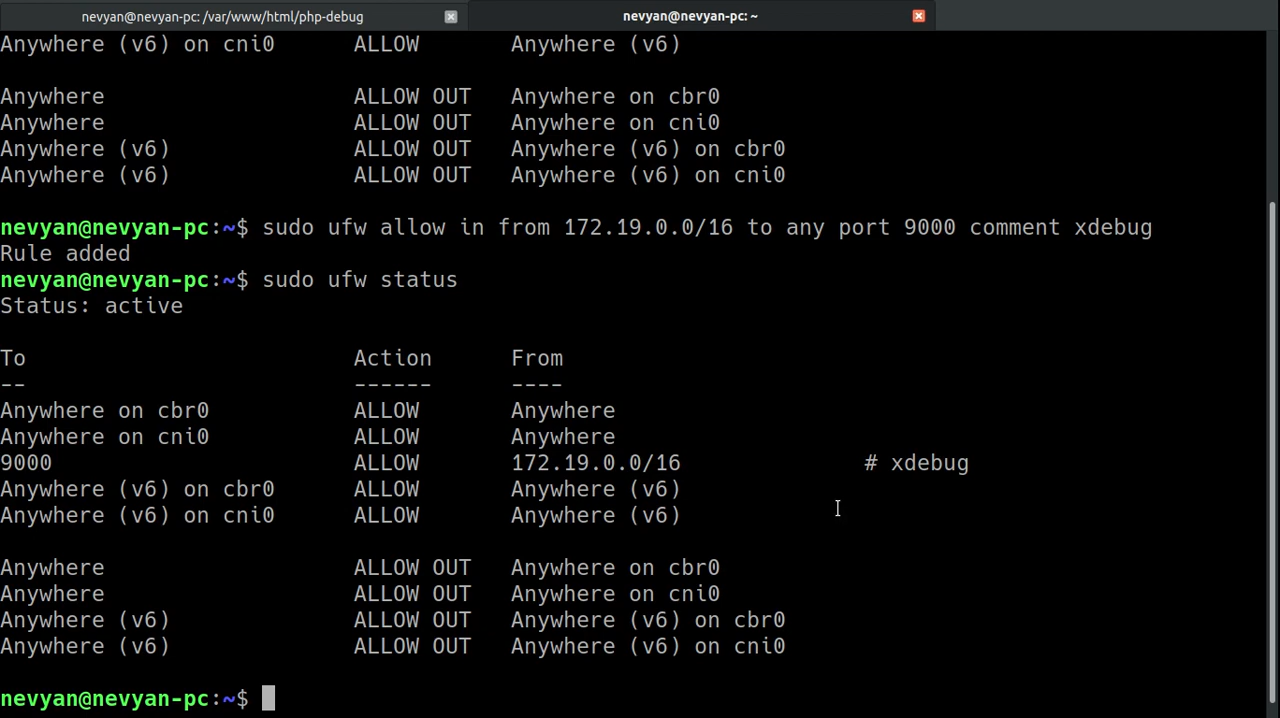 nevyan@nevyan-pc: /var/www/html/php-debug
nevyan@nevyan-pc: ~
Anywhere (v6) on cni0 ALLOW Anywhere (v6)
Anywhere ALLOW OUT Anywhere on cbr0
Anywhere ALLOW OUT Anywhere on cni0
Anywhere (v6) ALLOW OUT Anywhere (v6) on cbr0
Anywhere (v6) ALLOW OUT Anywhere (v6) on cni0
nevyan@nevyan-pc:~$ sudo ufw allow in from 172.19.0.0/16 to any port 9000 comment xdebug
Rule added
nevyan@nevyan-pc:~$ sudo ufw status
Status: active
To Action From
-- ------ ----
Anywhere on cbr0 ALLOW Anywhere
Anywhere on cni0 ALLOW Anywhere
9000 ALLOW 172.19.0.0/16 # xdebug
Anywhere (v6) on cbr0 ALLOW Anywhere (v6)
Anywhere (v6) on cni0 ALLOW Anywhere (v6)
Anywhere ALLOW OUT Anywhere on cbr0
Anywhere ALLOW OUT Anywhere on cni0
Anywhere (v6) ALLOW OUT Anywhere (v6) on cbr0
Anywhere (v6) ALLOW OUT Anywhere (v6) on cni0
nevyan@nevyan-pc:~$